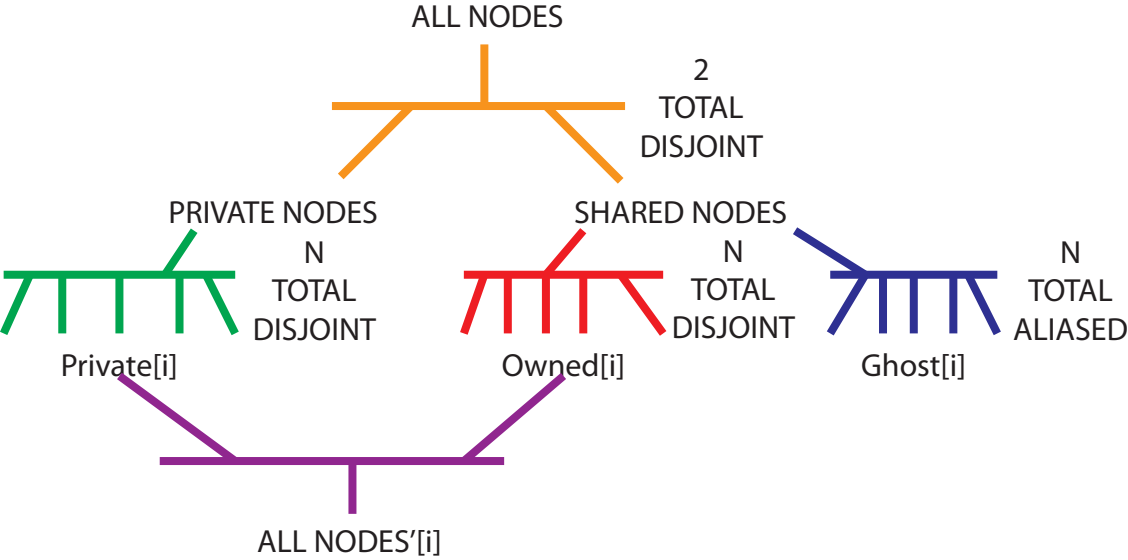 ALL NODES
2
TOTAL
DISJOINT
PRIVATE NODES
SHARED NODES
N
TOTAL
DISJOINT
N
TOTAL
DISJOINT
N
TOTAL
ALIASED
Private[i]
Owned[i]
Ghost[i]
ALL NODES’[i]